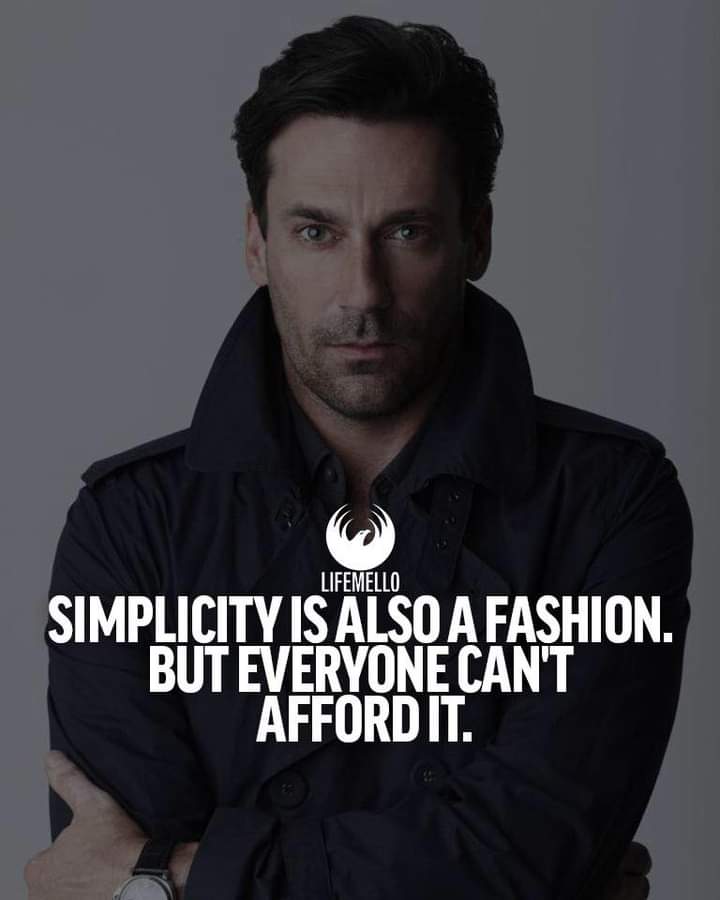 LIFEMELLO
SIMPLICITY IS ALSO A FASHION.
BUT EVERYONE CAN'T
AFFORD IT.